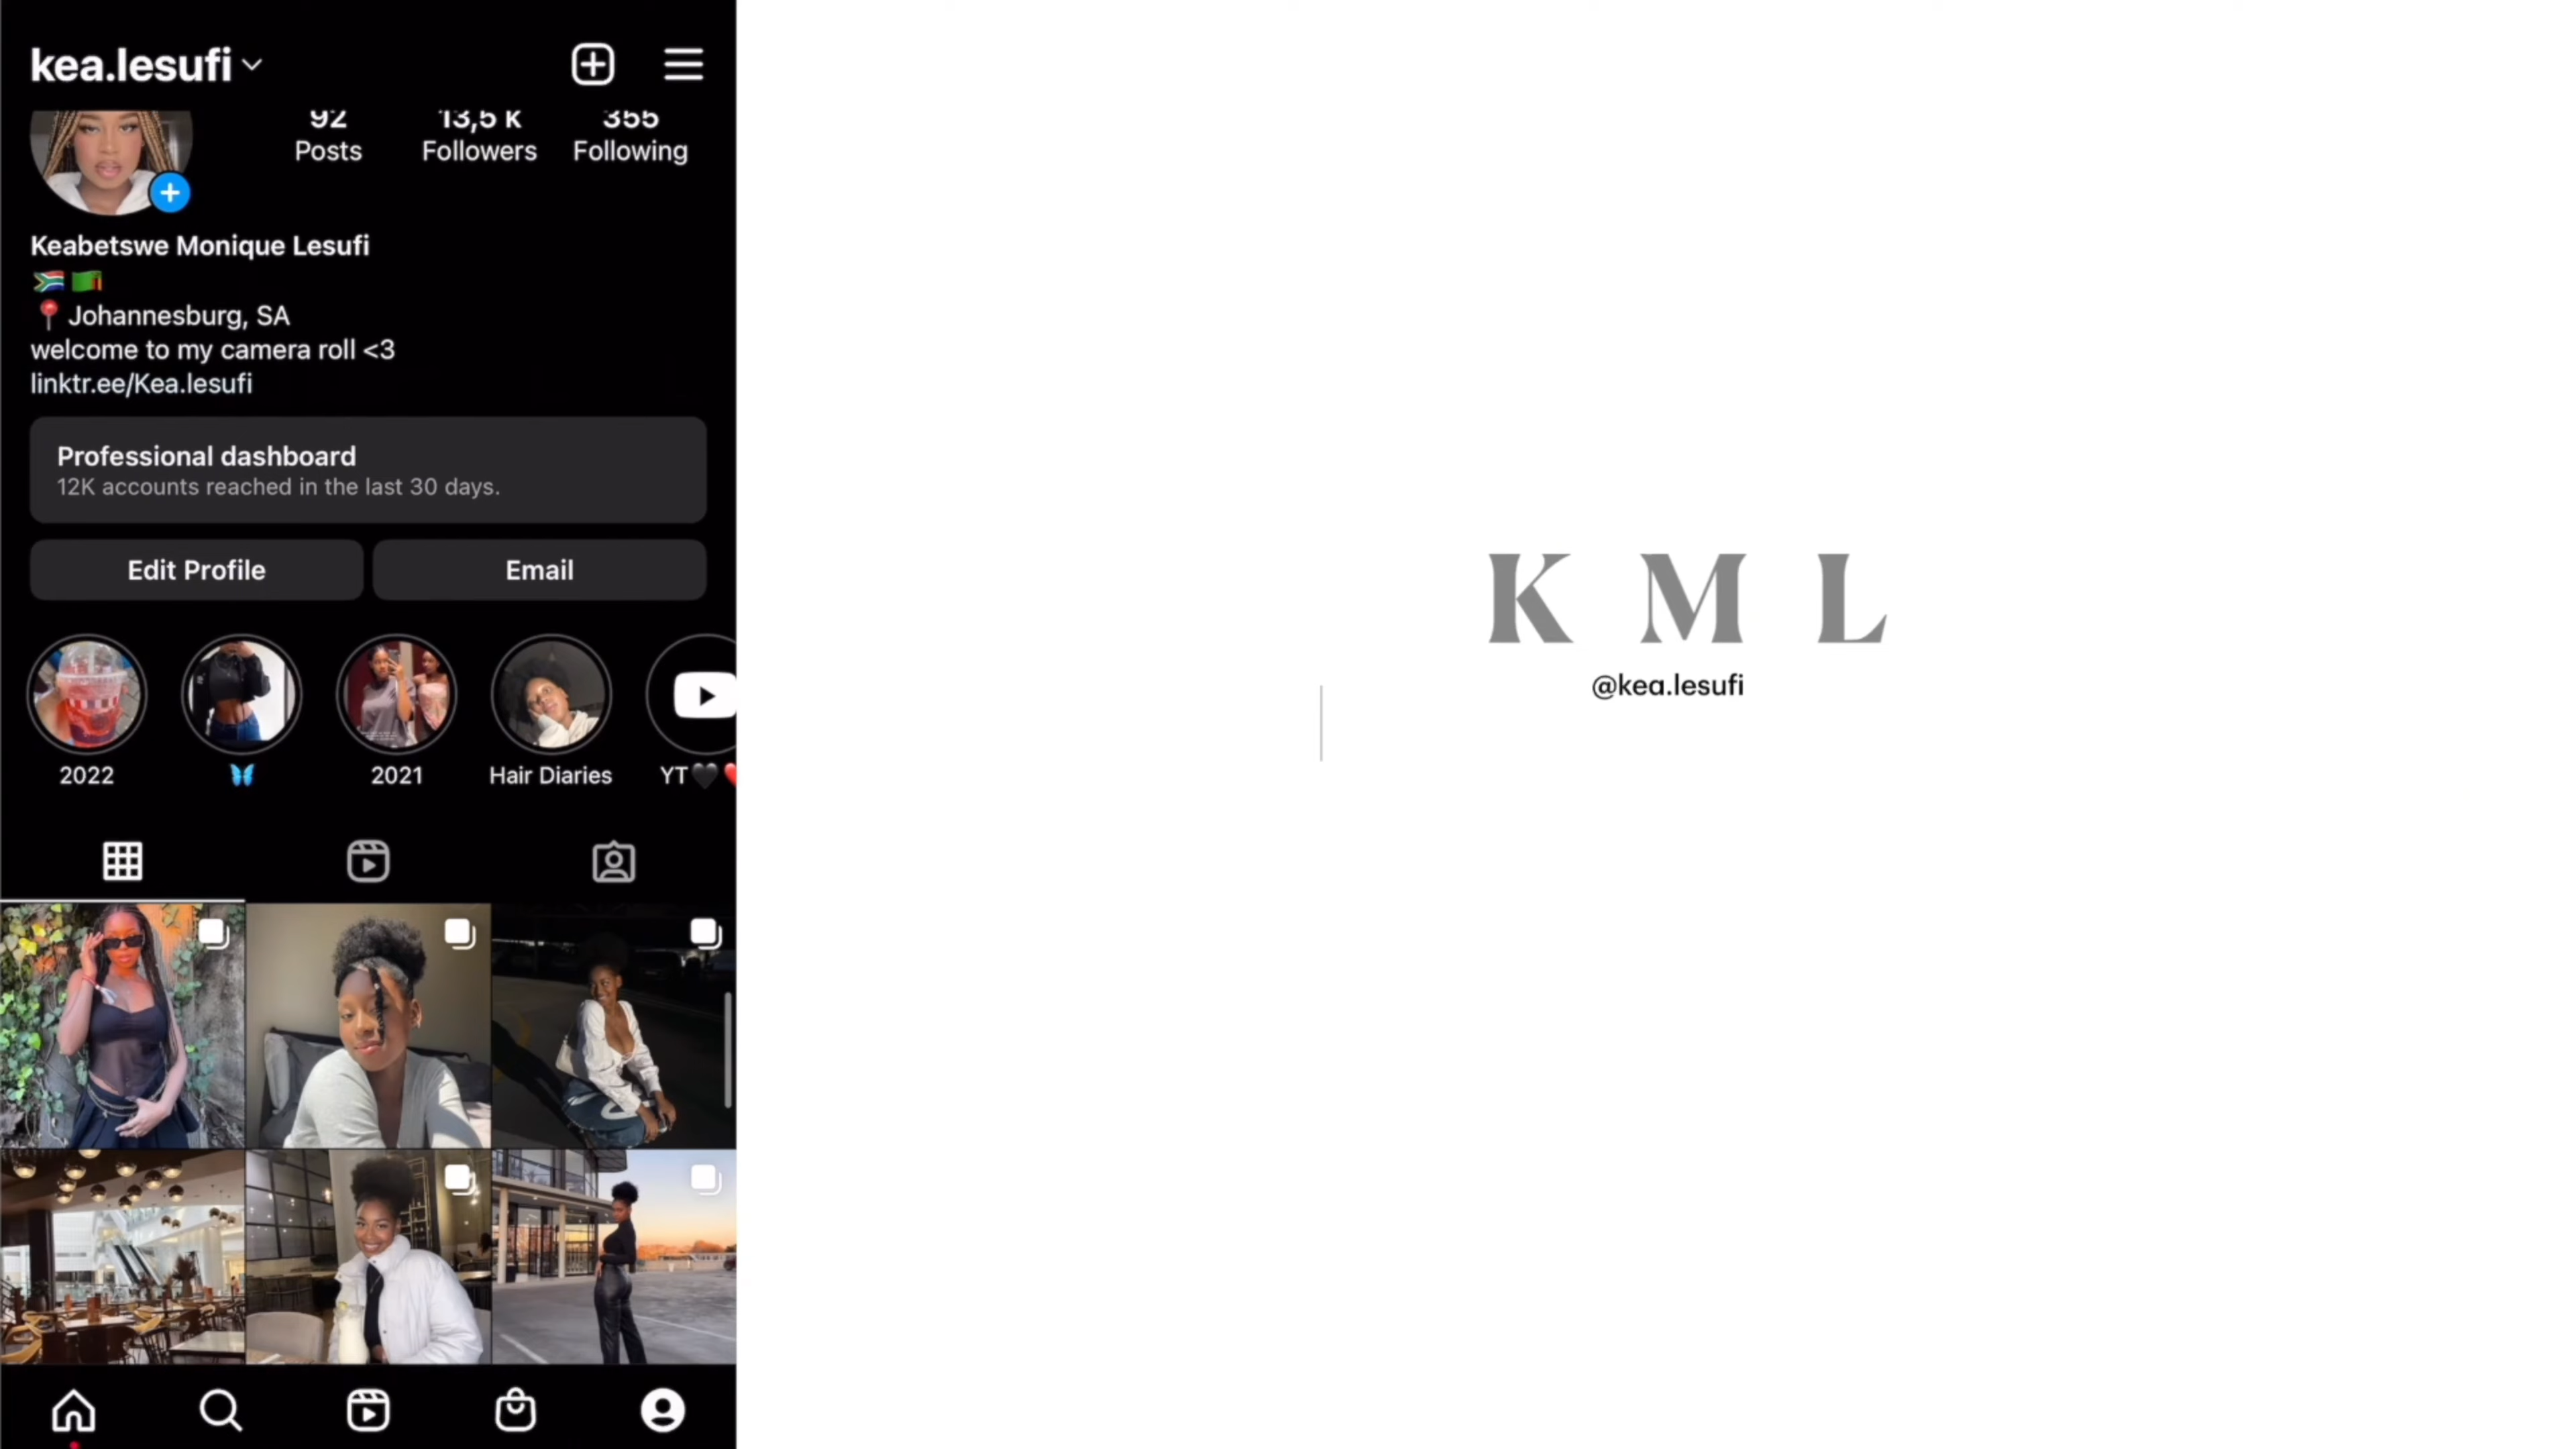 kea.lesufi
92 13,5 K 355
Posts Followers Following
Keabetswe Monique Lesufi
🇿🇦🇿🇲
📍 Johannesburg, SA
welcome to my camera roll <3
linktr.ee/Kea.lesufi
Professional dashboard
12K accounts reached in the last 30 days.
Edit Profile Email
2022 🦋 2021 Hair Diaries YT🖤❤
K M L
@kea.lesufi